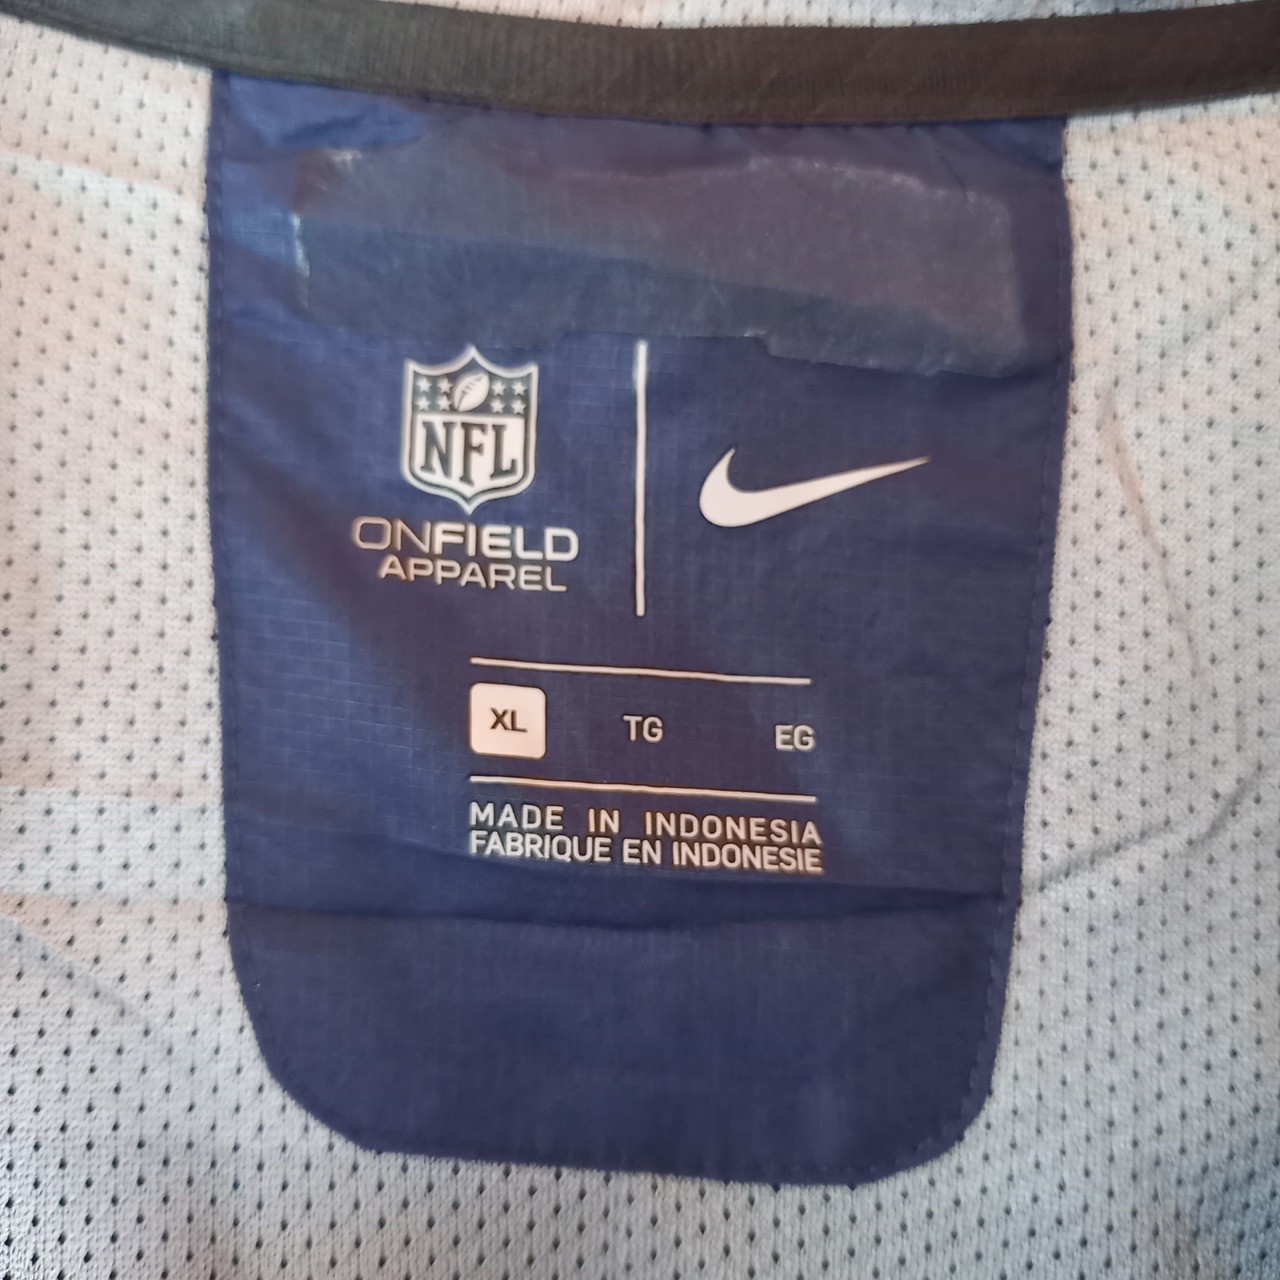 NFL
ONFIELD
APPAREL
XL TG EG
MADE IN INDONESIA
FABRIQUE EN INDONESIE